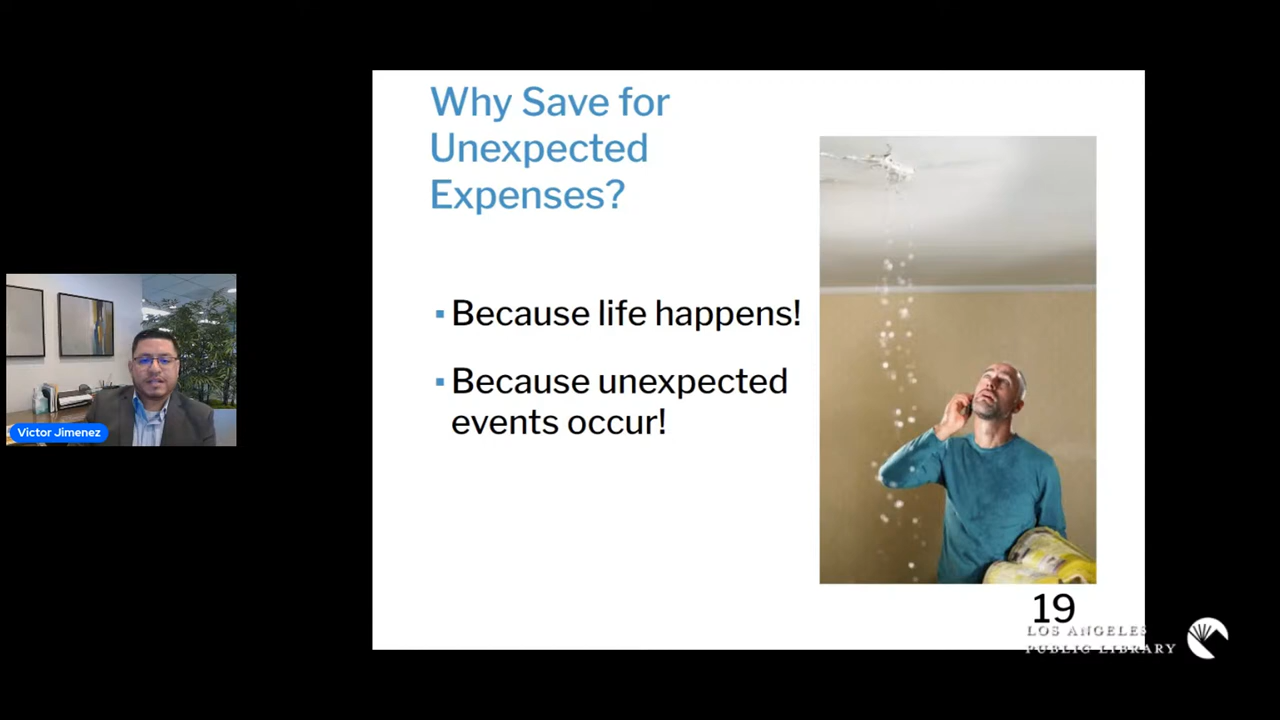 Why Save for
Unexpected
Expenses?
▪ Because life happens!
▪ Because unexpected
events occur!
Victor Jimenez
19
LOS ANGELES
PUBLIC LIBRARY